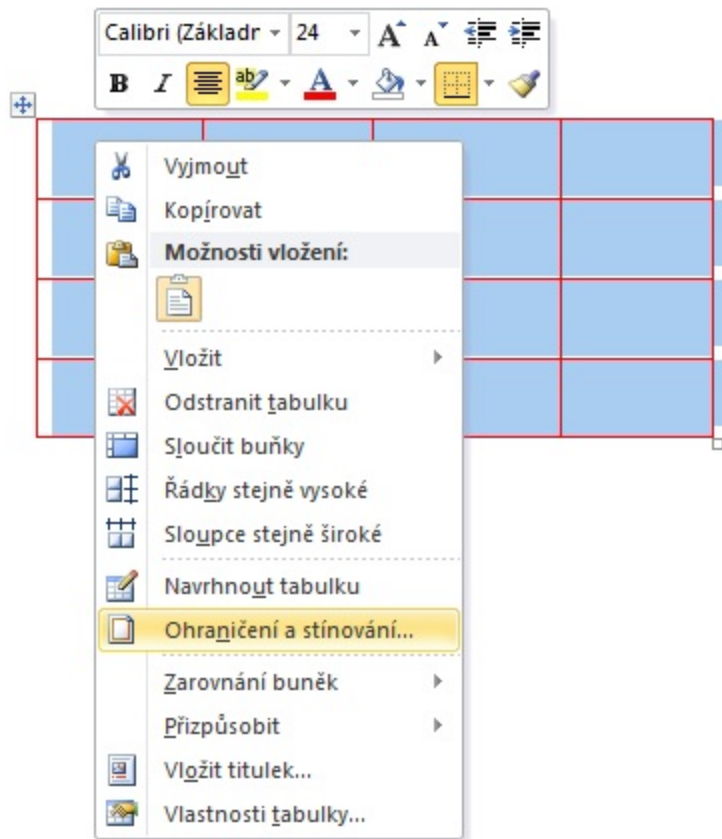 Calibri (Základr 24
Vyjmout
Kopírovat
Možnosti vložení:
Vložit
Odstranit tabulku
Sloučit buňky
Řádky stejně vysoké
Sloupce stejně široké
Navrhnout tabulku
Ohraničení a stínování...
Zarovnání buněk
Přizpůsobit
Vložit titulek...
Vlastnosti tabulky...